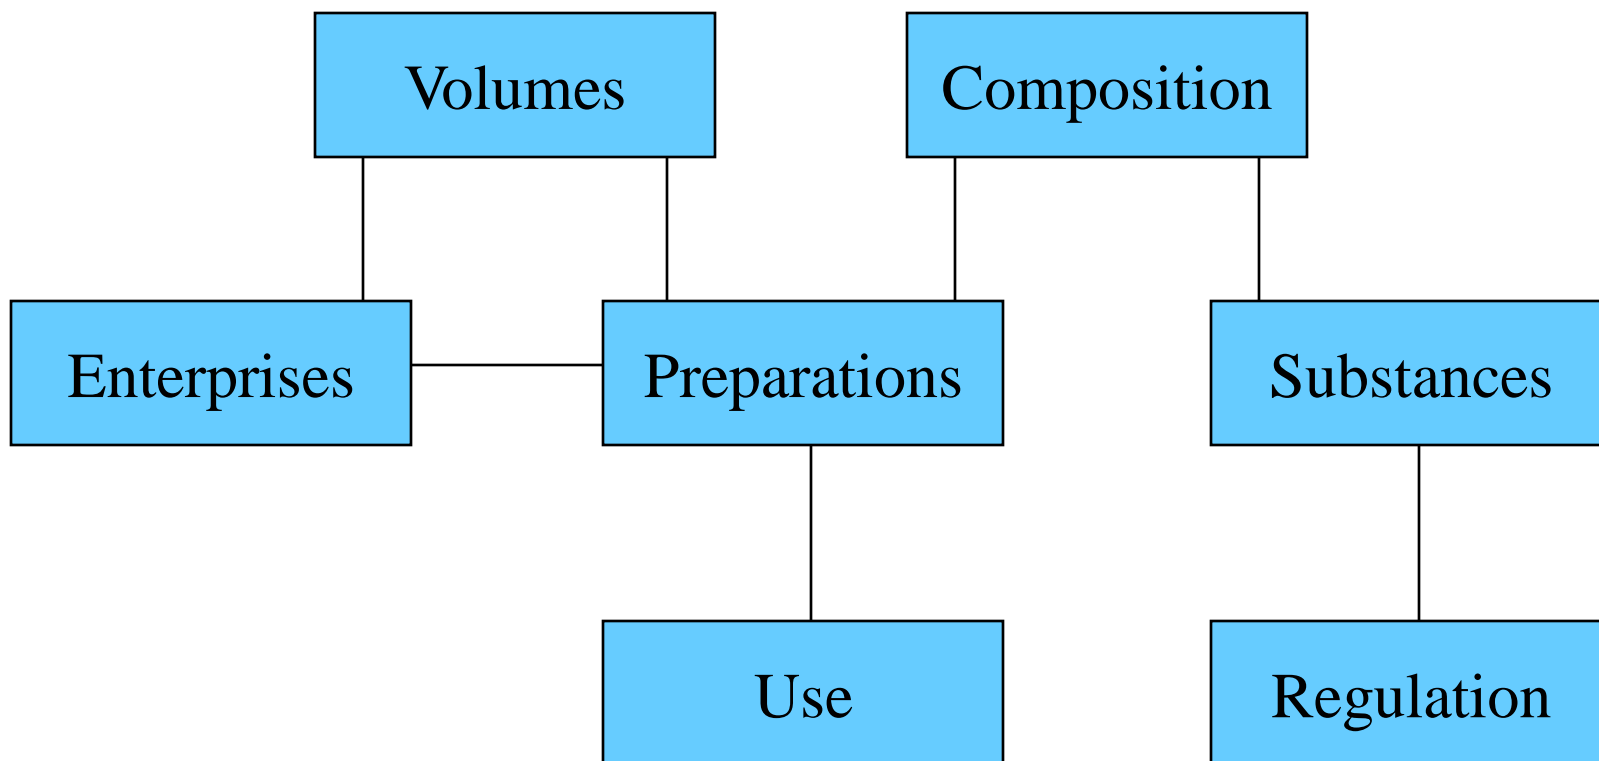 Volumes
Composition
Enterprises
Preparations
Substances
Use
Regulation